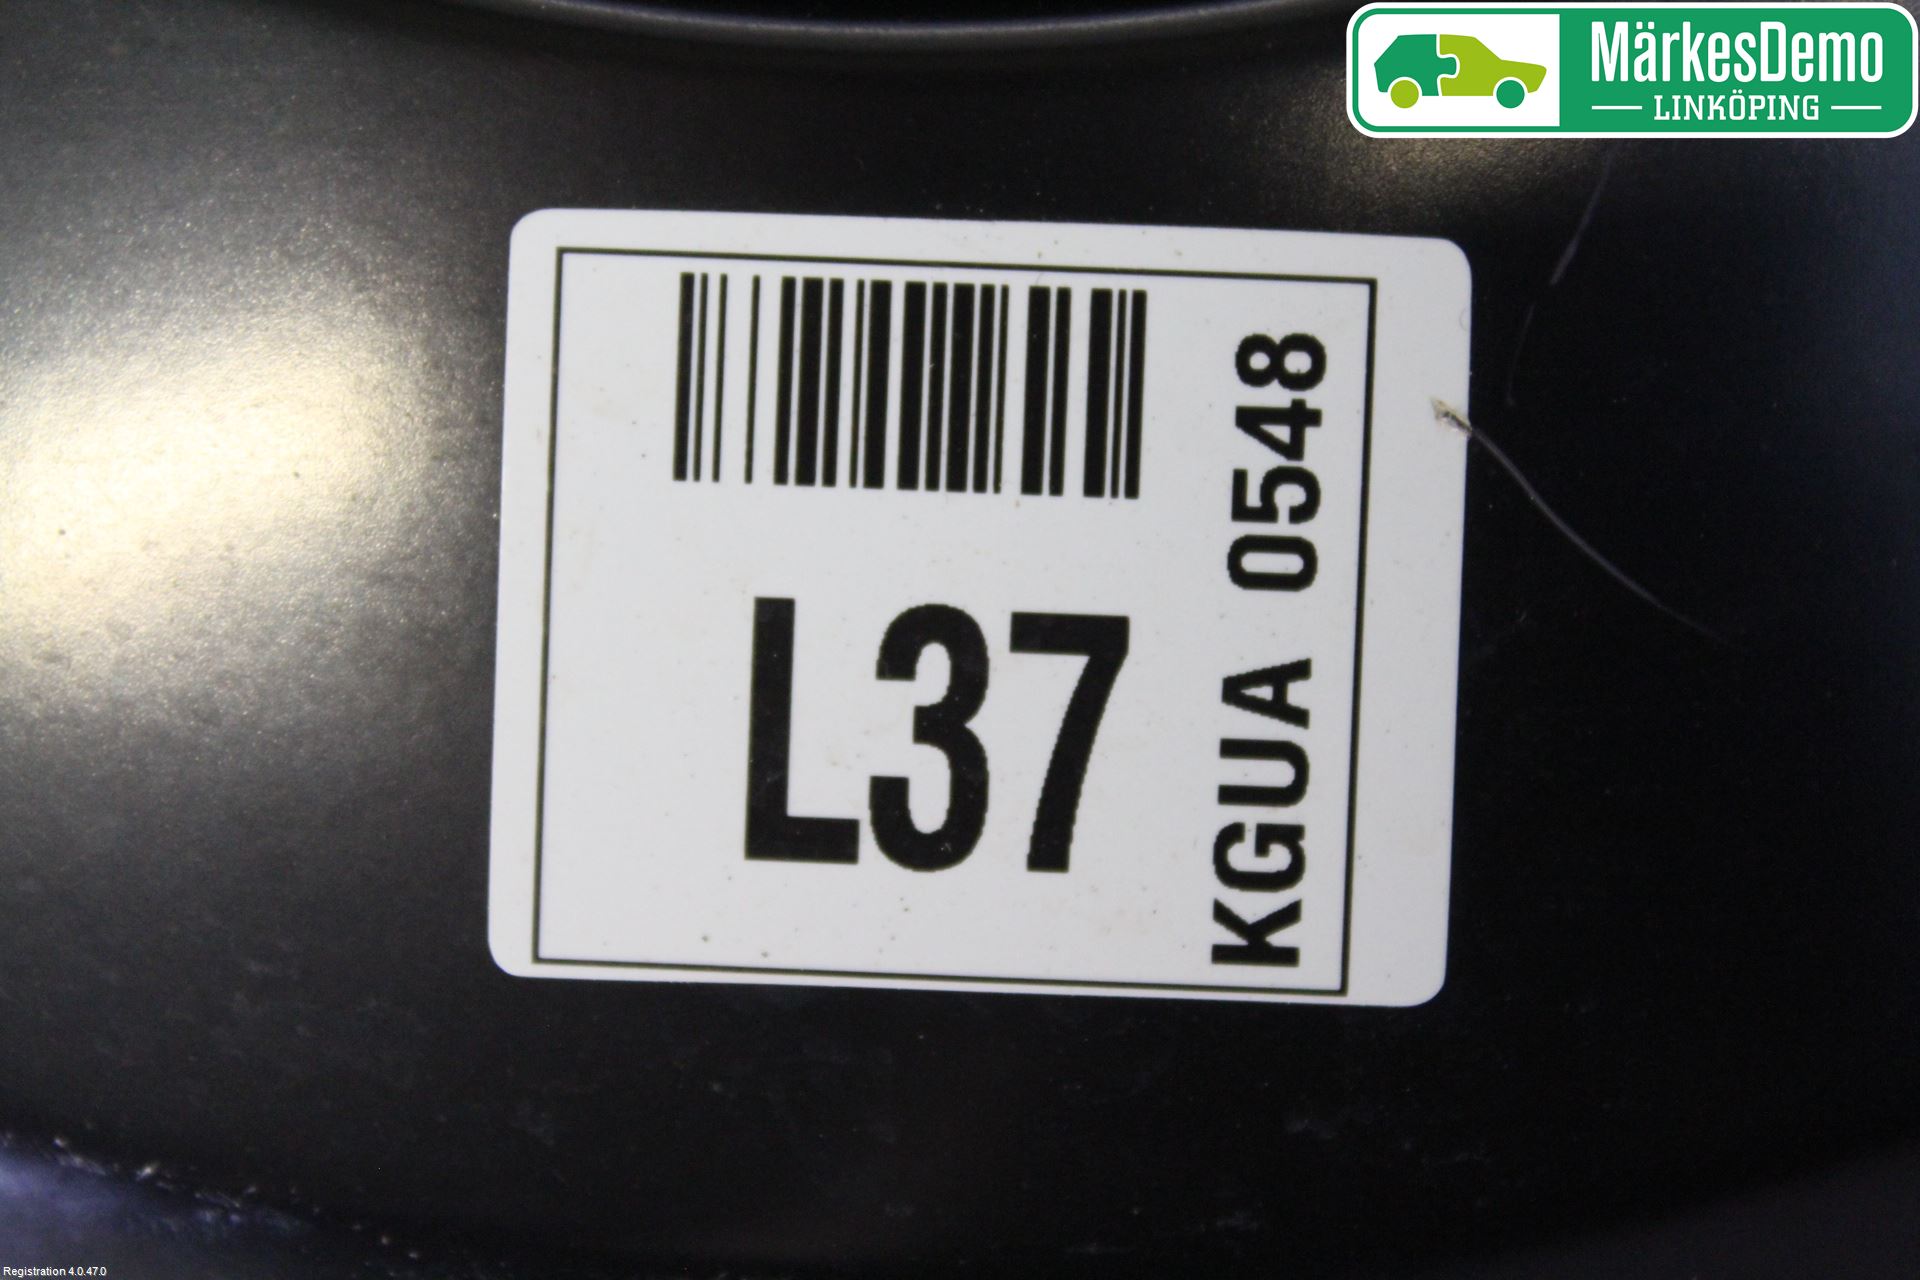 MärkesDemo
LINKÖPING
L37
KGUA 0548
Registration 4.0.47.0